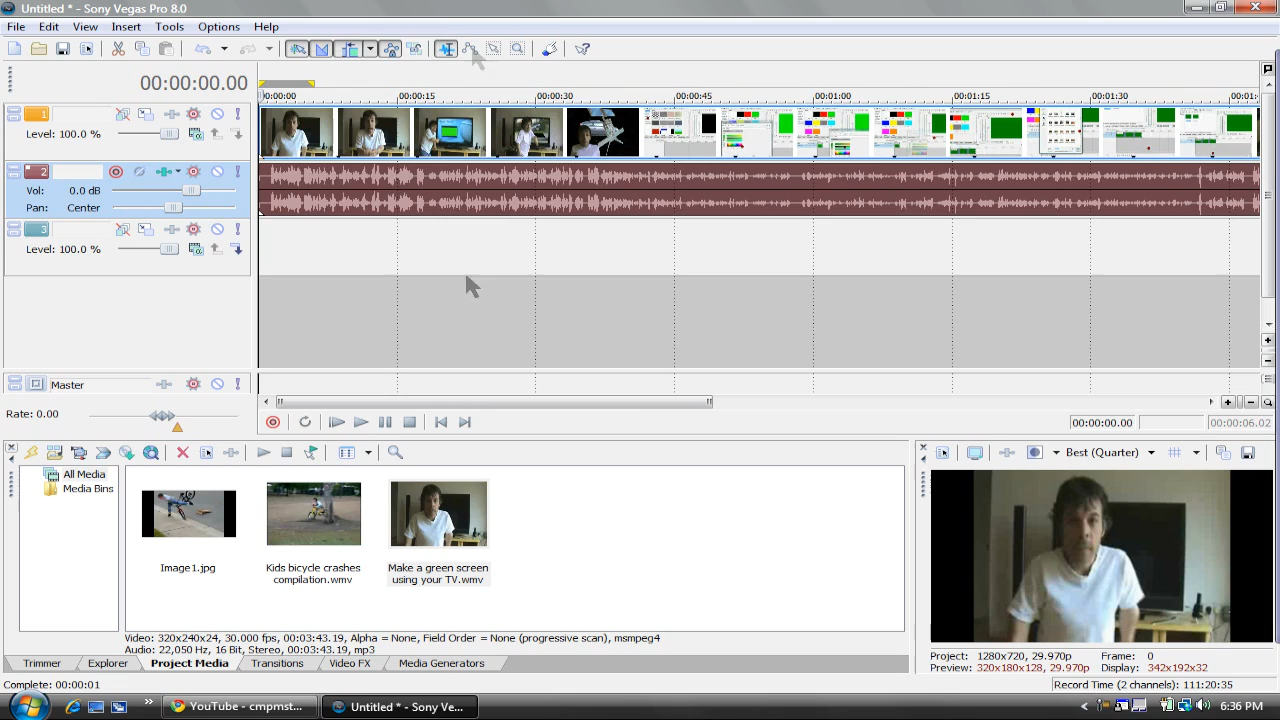 Untitled * - Sony Vegas Pro 8.0
File Edit View Insert Tools Options Help
00:00:00.00
0:00:00 00:00:15 00:00:30 00:00:45 00:01:00 00:01:15 00:01:30 00:01:
Level: 100.0 %
2
Vol: 0.0 dB
Pan: Center
3
Level: 100.0 %
Master
Rate: 0.00
00:00:00.00 00:00:06.02
All Media
Media Bins
Image1.jpg
Kids bicycle crashes compilation.wmv
Make a green screen using your TV.wmv
Video: 320x240x24, 30.000 fps, 00:03:43.19, Alpha = None, Field Order = None (progressive scan), msmpeg4
Audio: 22,050 Hz, 16 Bit, Stereo, 00:03:43.19, mp3
Trimmer Explorer Project Media Transitions Video FX Media Generators
Best (Quarter)
Project: 1280x720, 29.970p Frame: 0
Preview: 320x180x128, 29.970p Display: 342x192x32
Complete: 00:00:01
Record Time (2 channels): 111:20:35
YouTube - cmpmst...
Untitled * - Sony Ve...
6:36 PM